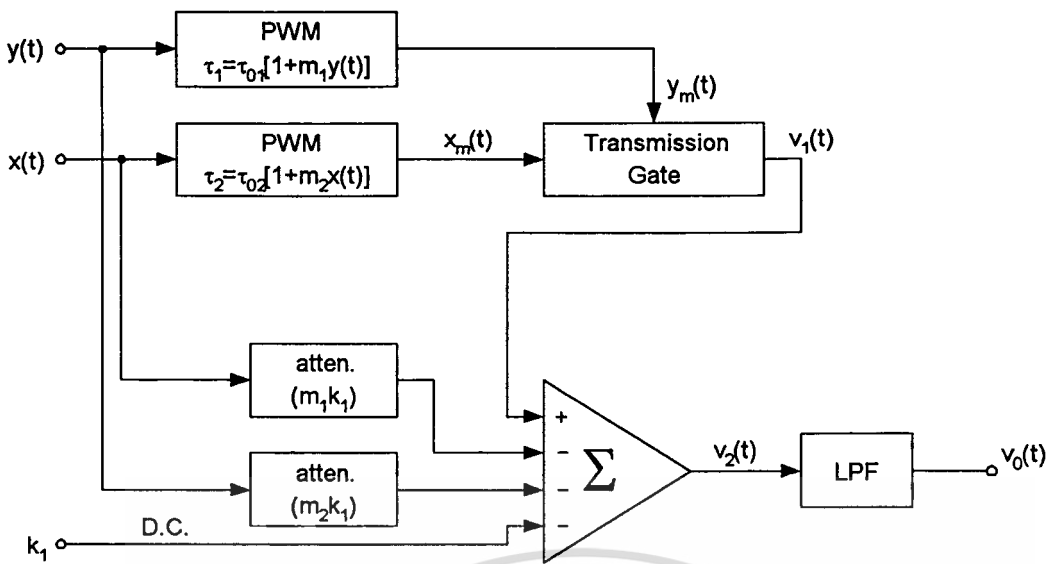 y(t)
PWM
τ₁=τ₀₁[1+m₁y(t)]
yₘ(t)
x(t)
PWM
τ₂=τ₀₂[1+m₂x(t)]
xₘ(t)
Transmission
Gate
v₁(t)
atten.
(m₁k₁)
atten.
(m₂k₁)
k₁
D.C.
+
−
−
−
Σ
v₂(t)
LPF
v₀(t)